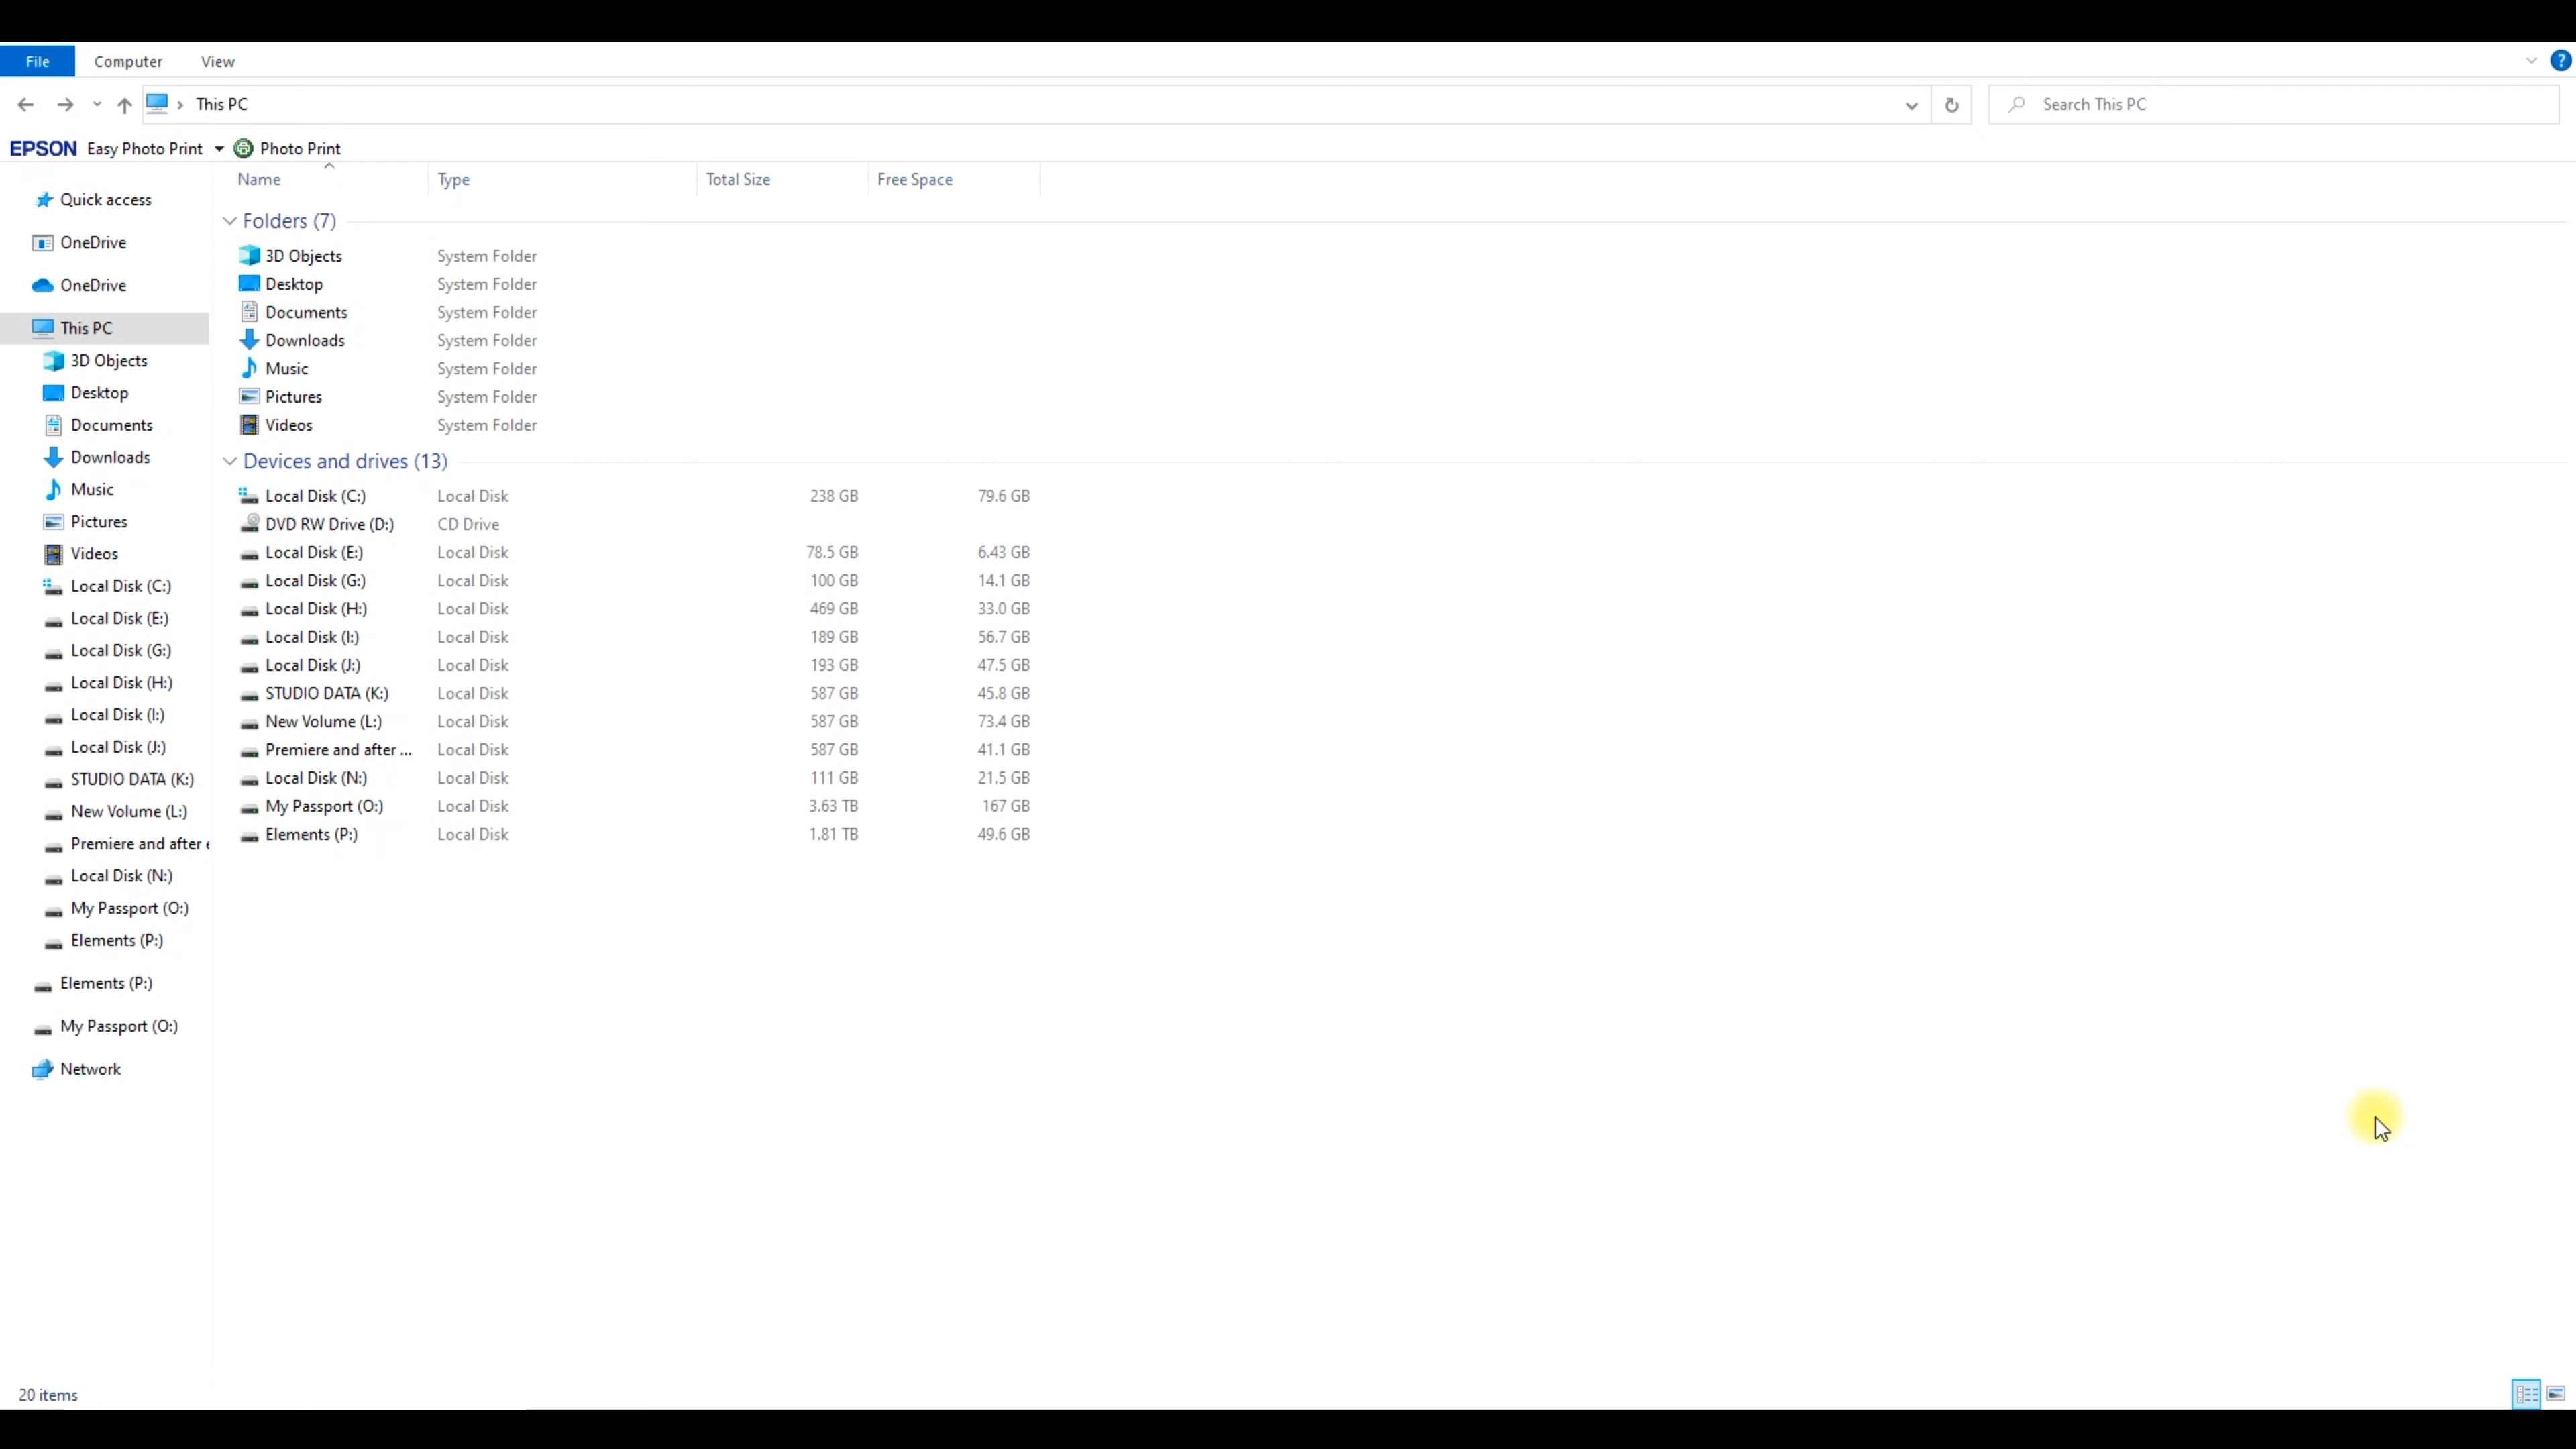 File Computer View
This PC Search This PC
EPSON Easy Photo Print Photo Print
Quick access
OneDrive
OneDrive
This PC
3D Objects
Desktop
Documents
Downloads
Music
Pictures
Videos
Local Disk (C:)
Local Disk (E:)
Local Disk (G:)
Local Disk (H:)
Local Disk (I:)
Local Disk (J:)
STUDIO DATA (K:)
New Volume (L:)
Premiere and after e
Local Disk (N:)
My Passport (O:)
Elements (P:)
Elements (P:)
My Passport (O:)
Network
Name Type Total Size Free Space
Folders (7)
3D Objects System Folder
Desktop System Folder
Documents System Folder
Downloads System Folder
Music System Folder
Pictures System Folder
Videos System Folder
Devices and drives (13)
Local Disk (C:) Local Disk 238 GB 79.6 GB
DVD RW Drive (D:) CD Drive
Local Disk (E:) Local Disk 78.5 GB 6.43 GB
Local Disk (G:) Local Disk 100 GB 14.1 GB
Local Disk (H:) Local Disk 469 GB 33.0 GB
Local Disk (I:) Local Disk 189 GB 56.7 GB
Local Disk (J:) Local Disk 193 GB 47.5 GB
STUDIO DATA (K:) Local Disk 587 GB 45.8 GB
New Volume (L:) Local Disk 587 GB 73.4 GB
Premiere and after ... Local Disk 587 GB 41.1 GB
Local Disk (N:) Local Disk 111 GB 21.5 GB
My Passport (O:) Local Disk 3.63 TB 167 GB
Elements (P:) Local Disk 1.81 TB 49.6 GB
20 items